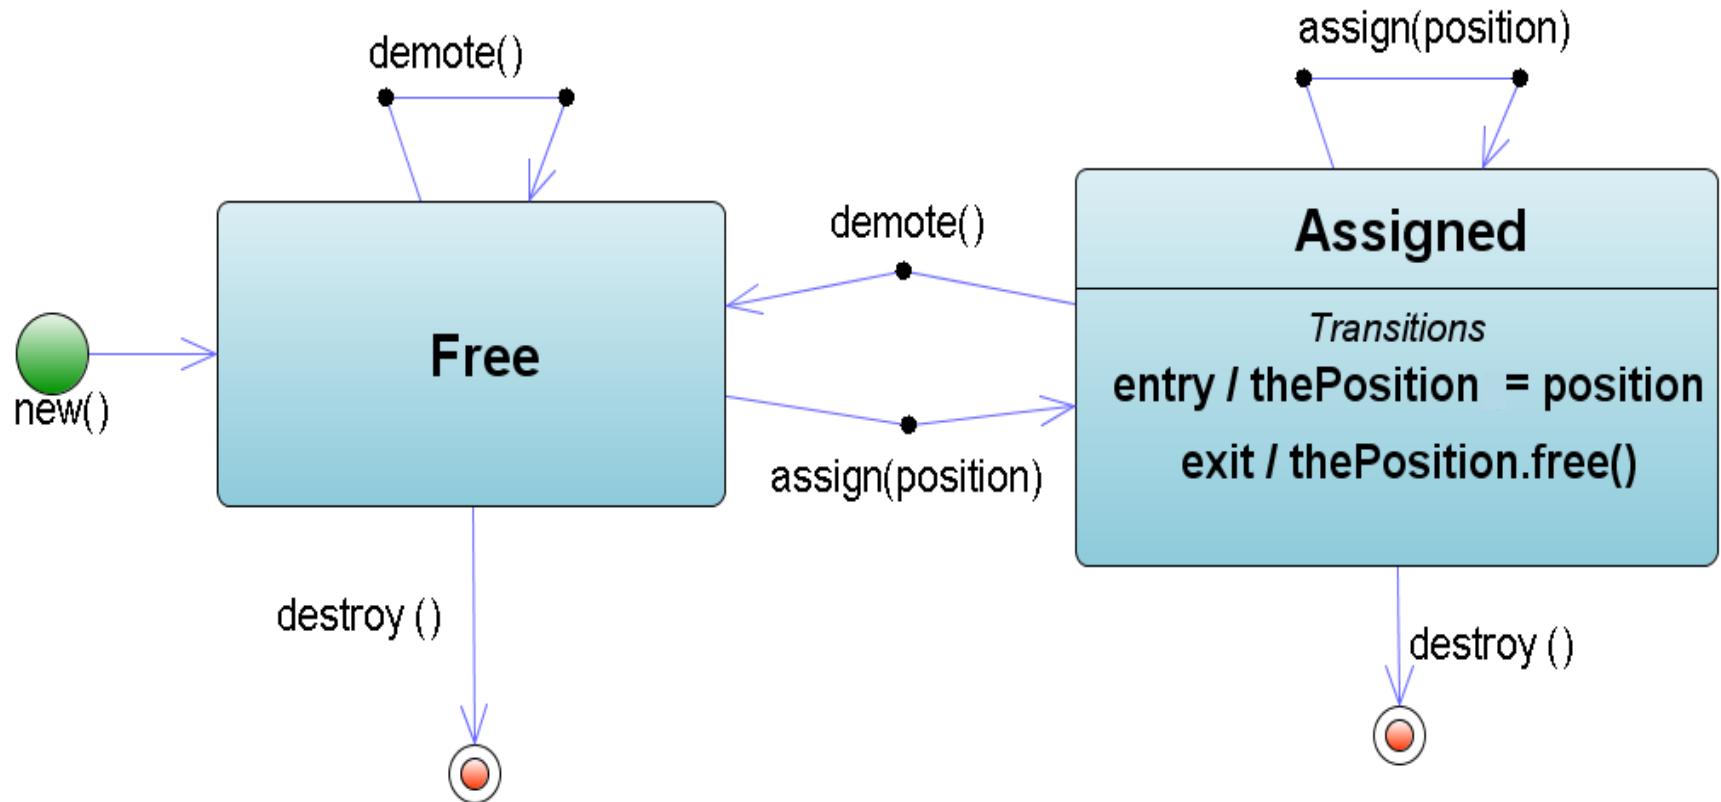 assign(position)
demote()
demote()
Assigned
Transitions
Free
entry / thePosition = position
new()
exit / thePosition.free()
assign(position)
destroy ()
destroy ()